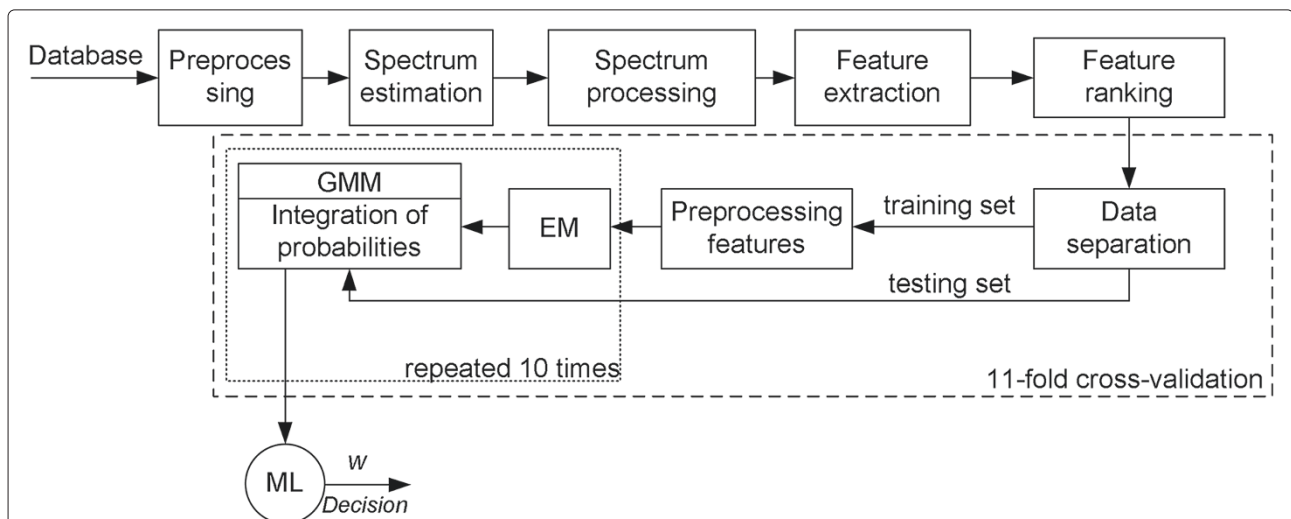 Database
Preproces
sing
Spectrum
estimation
Spectrum
processing
Feature
extraction
Feature
ranking
GMM
Integration of
probabilities
EM
Preprocessing
features
training set
Data
separation
testing set
repeated 10 times
11-fold cross-validation
ML
w
Decision